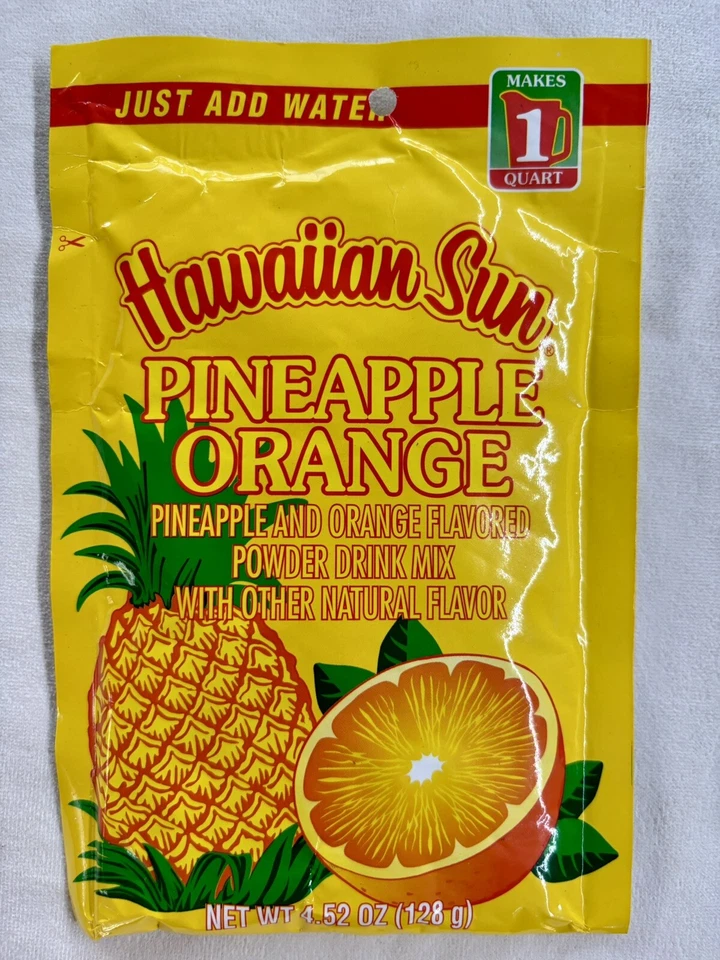 JUST ADD WATER
MAKES
1
QUART
Hawaiian Sun®
PINEAPPLE
ORANGE
PINEAPPLE AND ORANGE FLAVORED
POWDER DRINK MIX
WITH OTHER NATURAL FLAVOR
NET WT 4.52 OZ (128 g)